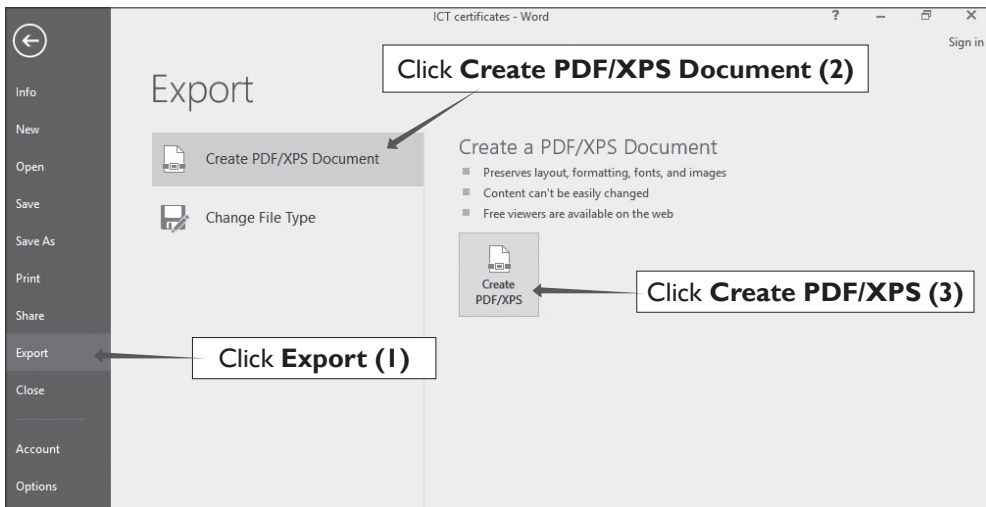 ICT certificates - Word
?
Sign in
Info
New
Open
Save
Save As
Print
Share
Export
Close
Account
Options
Export
Click Create PDF/XPS Document (2)
Create PDF/XPS Document
Change File Type
Create a PDF/XPS Document
Preserves layout, formatting, fonts, and images
Content can't be easily changed
Free viewers are available on the web
Create
PDF/XPS
Click Create PDF/XPS (3)
Click Export (1)